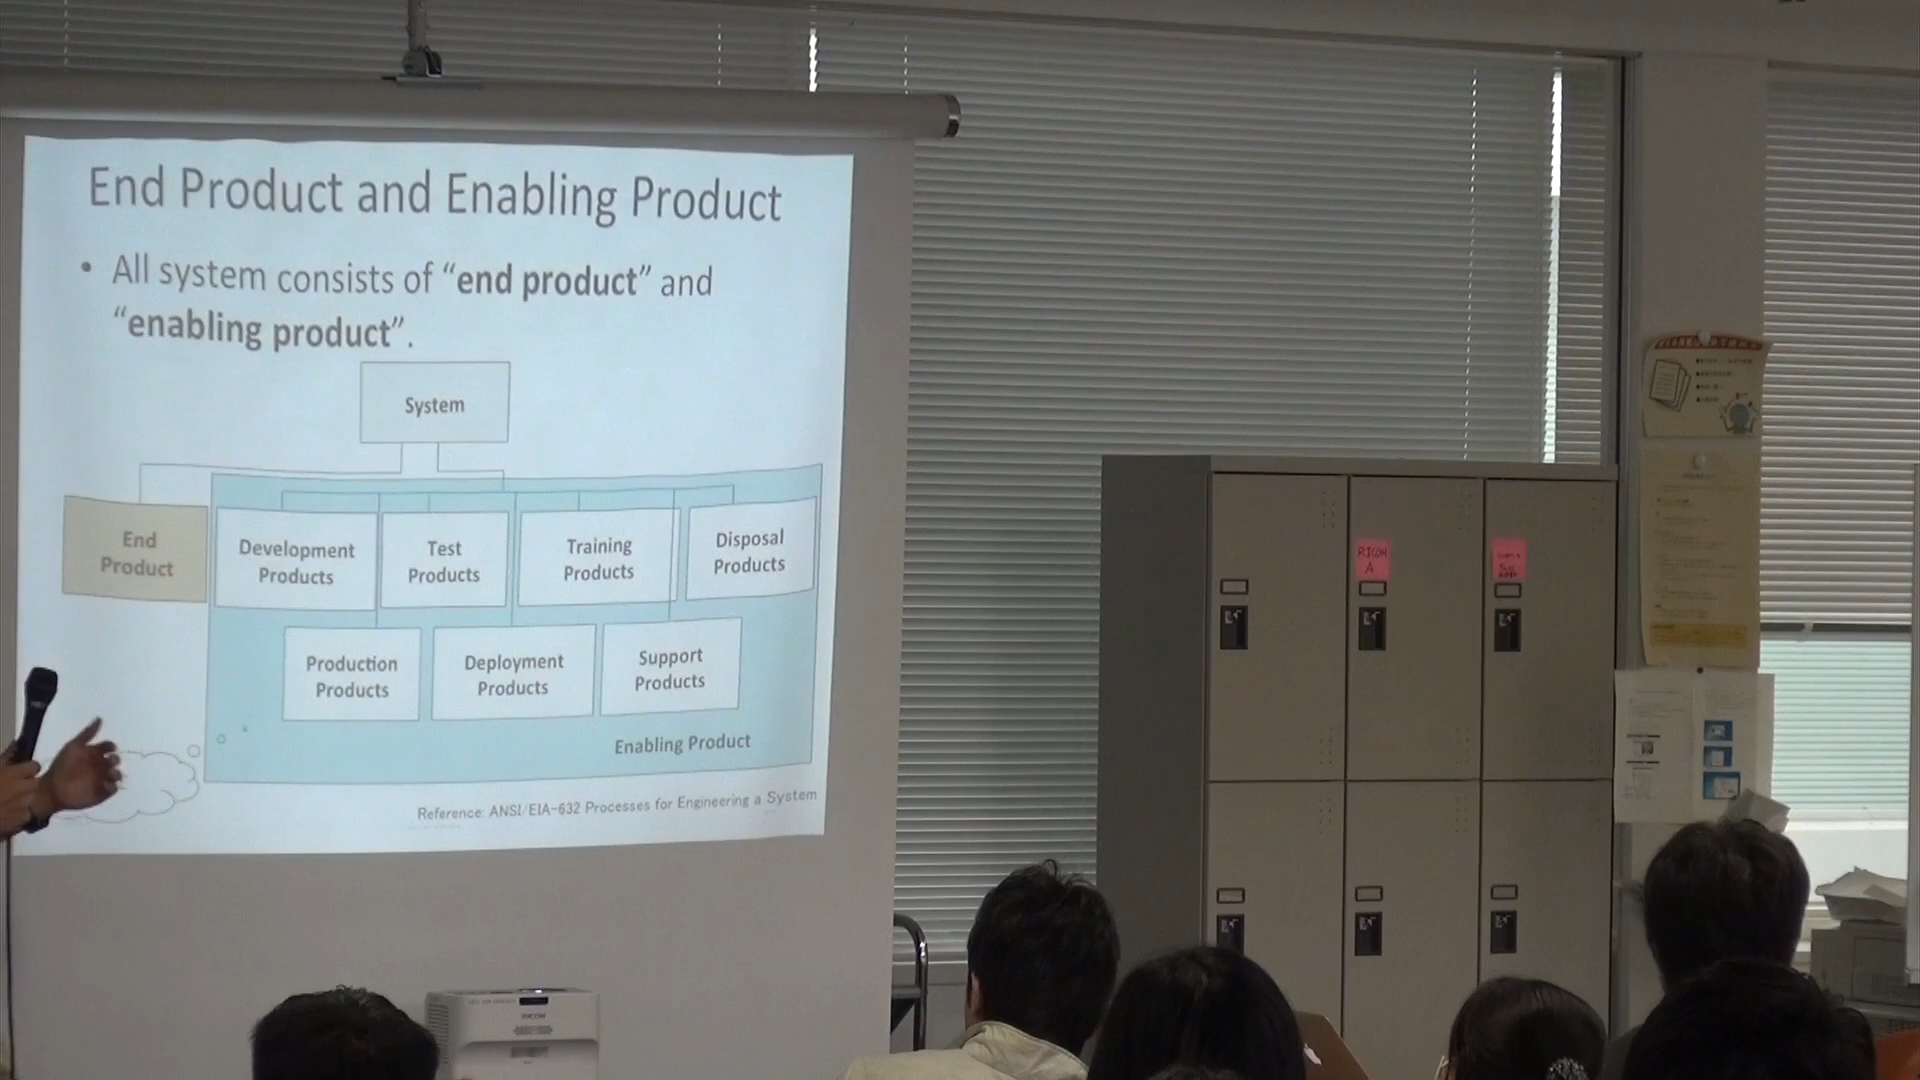 End Product and Enabling Product
• All system consists of “end product” and
“enabling product”.
System
End
Product
Development
Products
Test
Products
Training
Products
Disposal
Products
Production
Products
Deployment
Products
Support
Products
Enabling Product
Reference: ANSI/EIA-632 Processes for Engineering a System
RICOH
A
RICOH